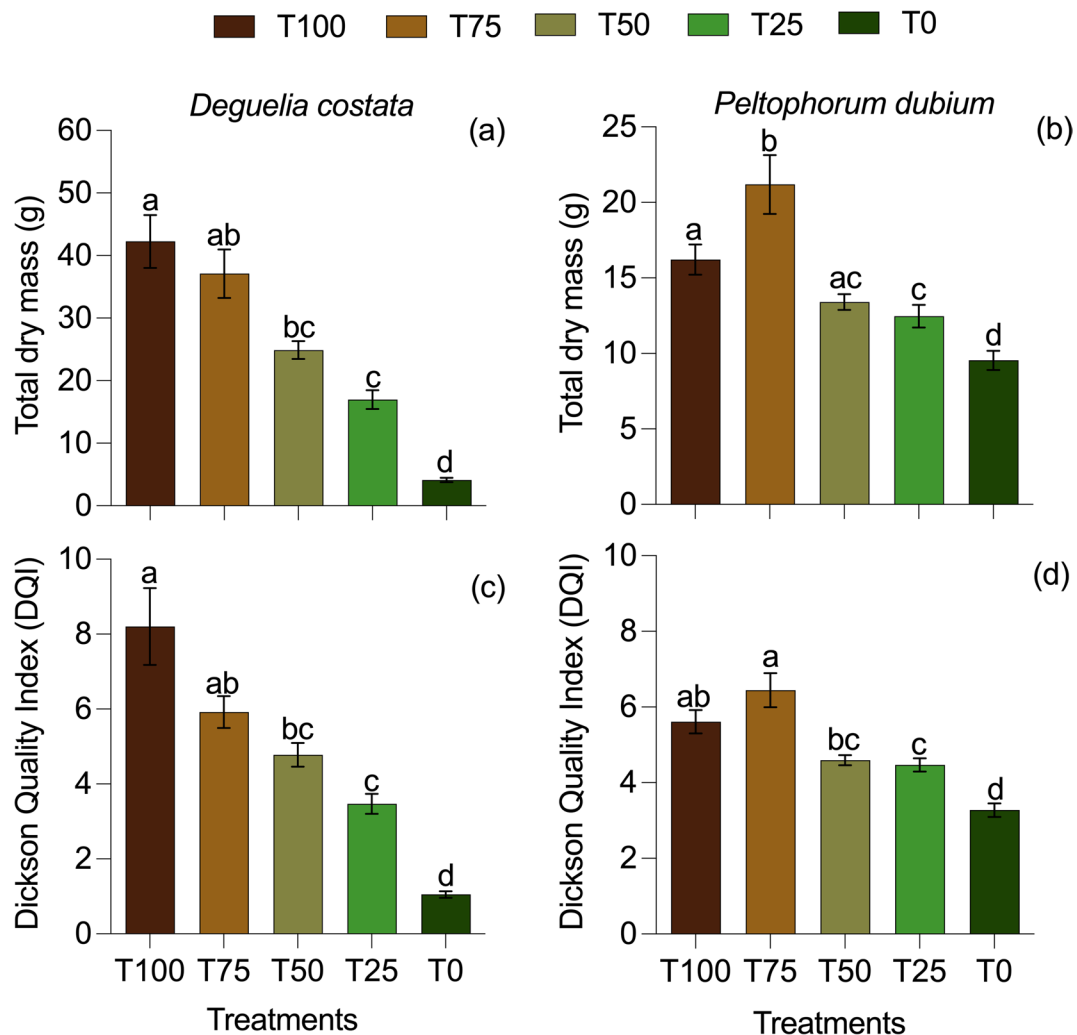 T100 T75 T50 T25 T0
Deguelia costata
(a)
Total dry mass (g)
60
50
40
30
20
10
0
a
ab
bc
c
d
Peltophorum dubium
(b)
Total dry mass (g)
25
20
15
10
5
0
a
b
ac
c
d
(c)
Dickson Quality Index (DQI)
10
8
6
4
2
0
a
ab
bc
c
d
T100 T75 T50 T25 T0
Treatments
(d)
Dickson Quality Index (DQI)
10
8
6
4
2
0
ab
a
bc
c
d
T100 T75 T50 T25 T0
Treatments